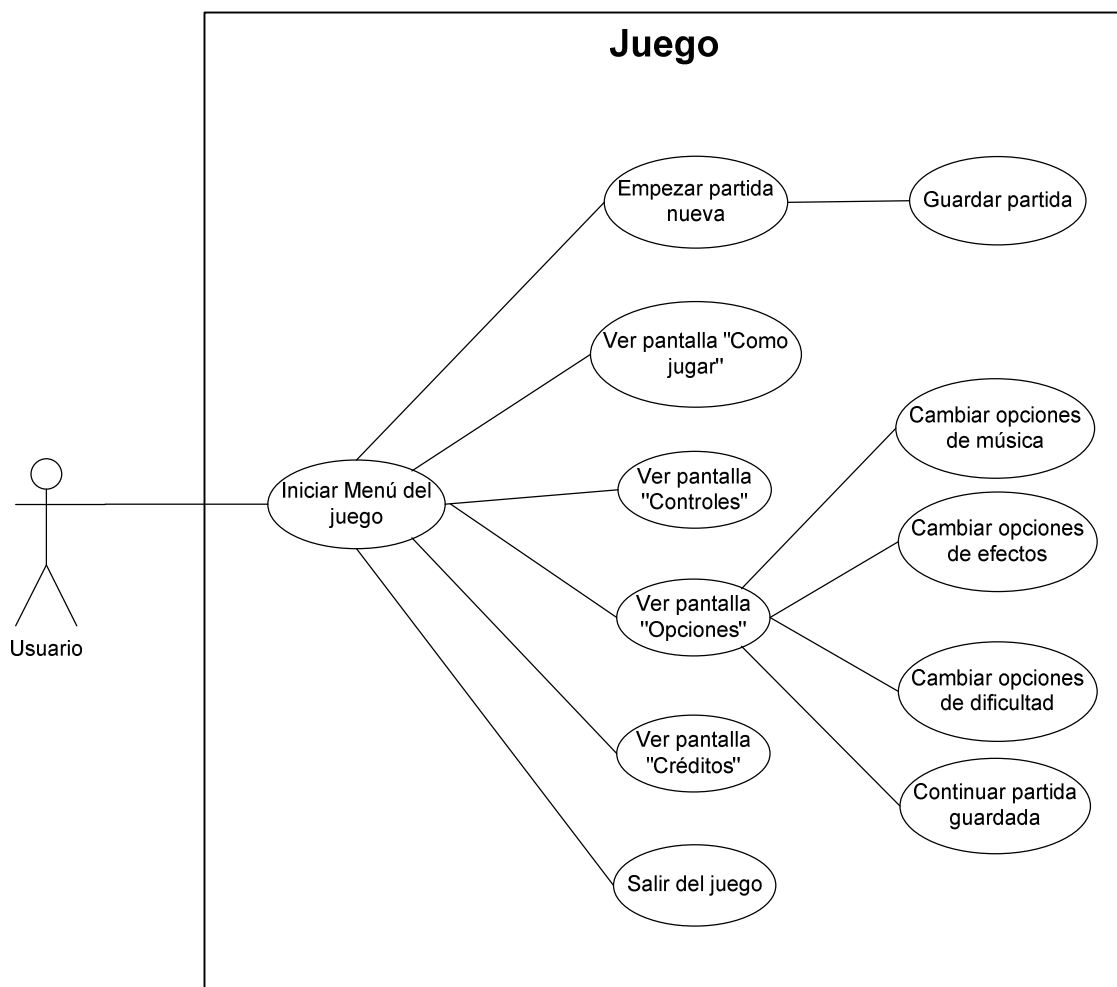 Juego
Empezar partida
nueva
Guardar partida
Ver pantalla "Como
jugar"
Cambiar opciones
de música
Iniciar Menú del
juego
Ver pantalla
"Controles"
Cambiar opciones
de efectos
Ver pantalla
"Opciones"
Usuario
Cambiar opciones
de dificultad
Ver pantalla
"Créditos"
Continuar partida
guardada
Salir del juego